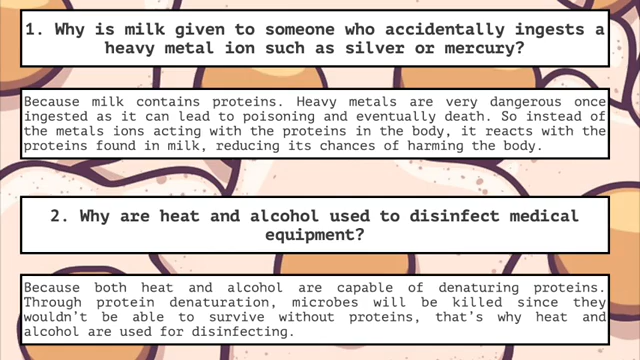 1. Why is milk given to someone who accidentally ingests a
heavy metal ion such as silver or mercury?
Because milk contains proteins. Heavy metals are very dangerous once
ingested as it can lead to poisoning and eventually death. So instead of
the metals ions acting with the proteins in the body, it reacts with the
proteins found in milk, reducing its chances of harming the body.
2. Why are heat and alcohol used to disinfect medical
equipment?
Because both heat and alcohol are capable of denaturing proteins.
Through protein denaturation, microbes will be killed since they
wouldn't be able to survive without proteins, that's why heat and
alcohol are used for disinfecting.